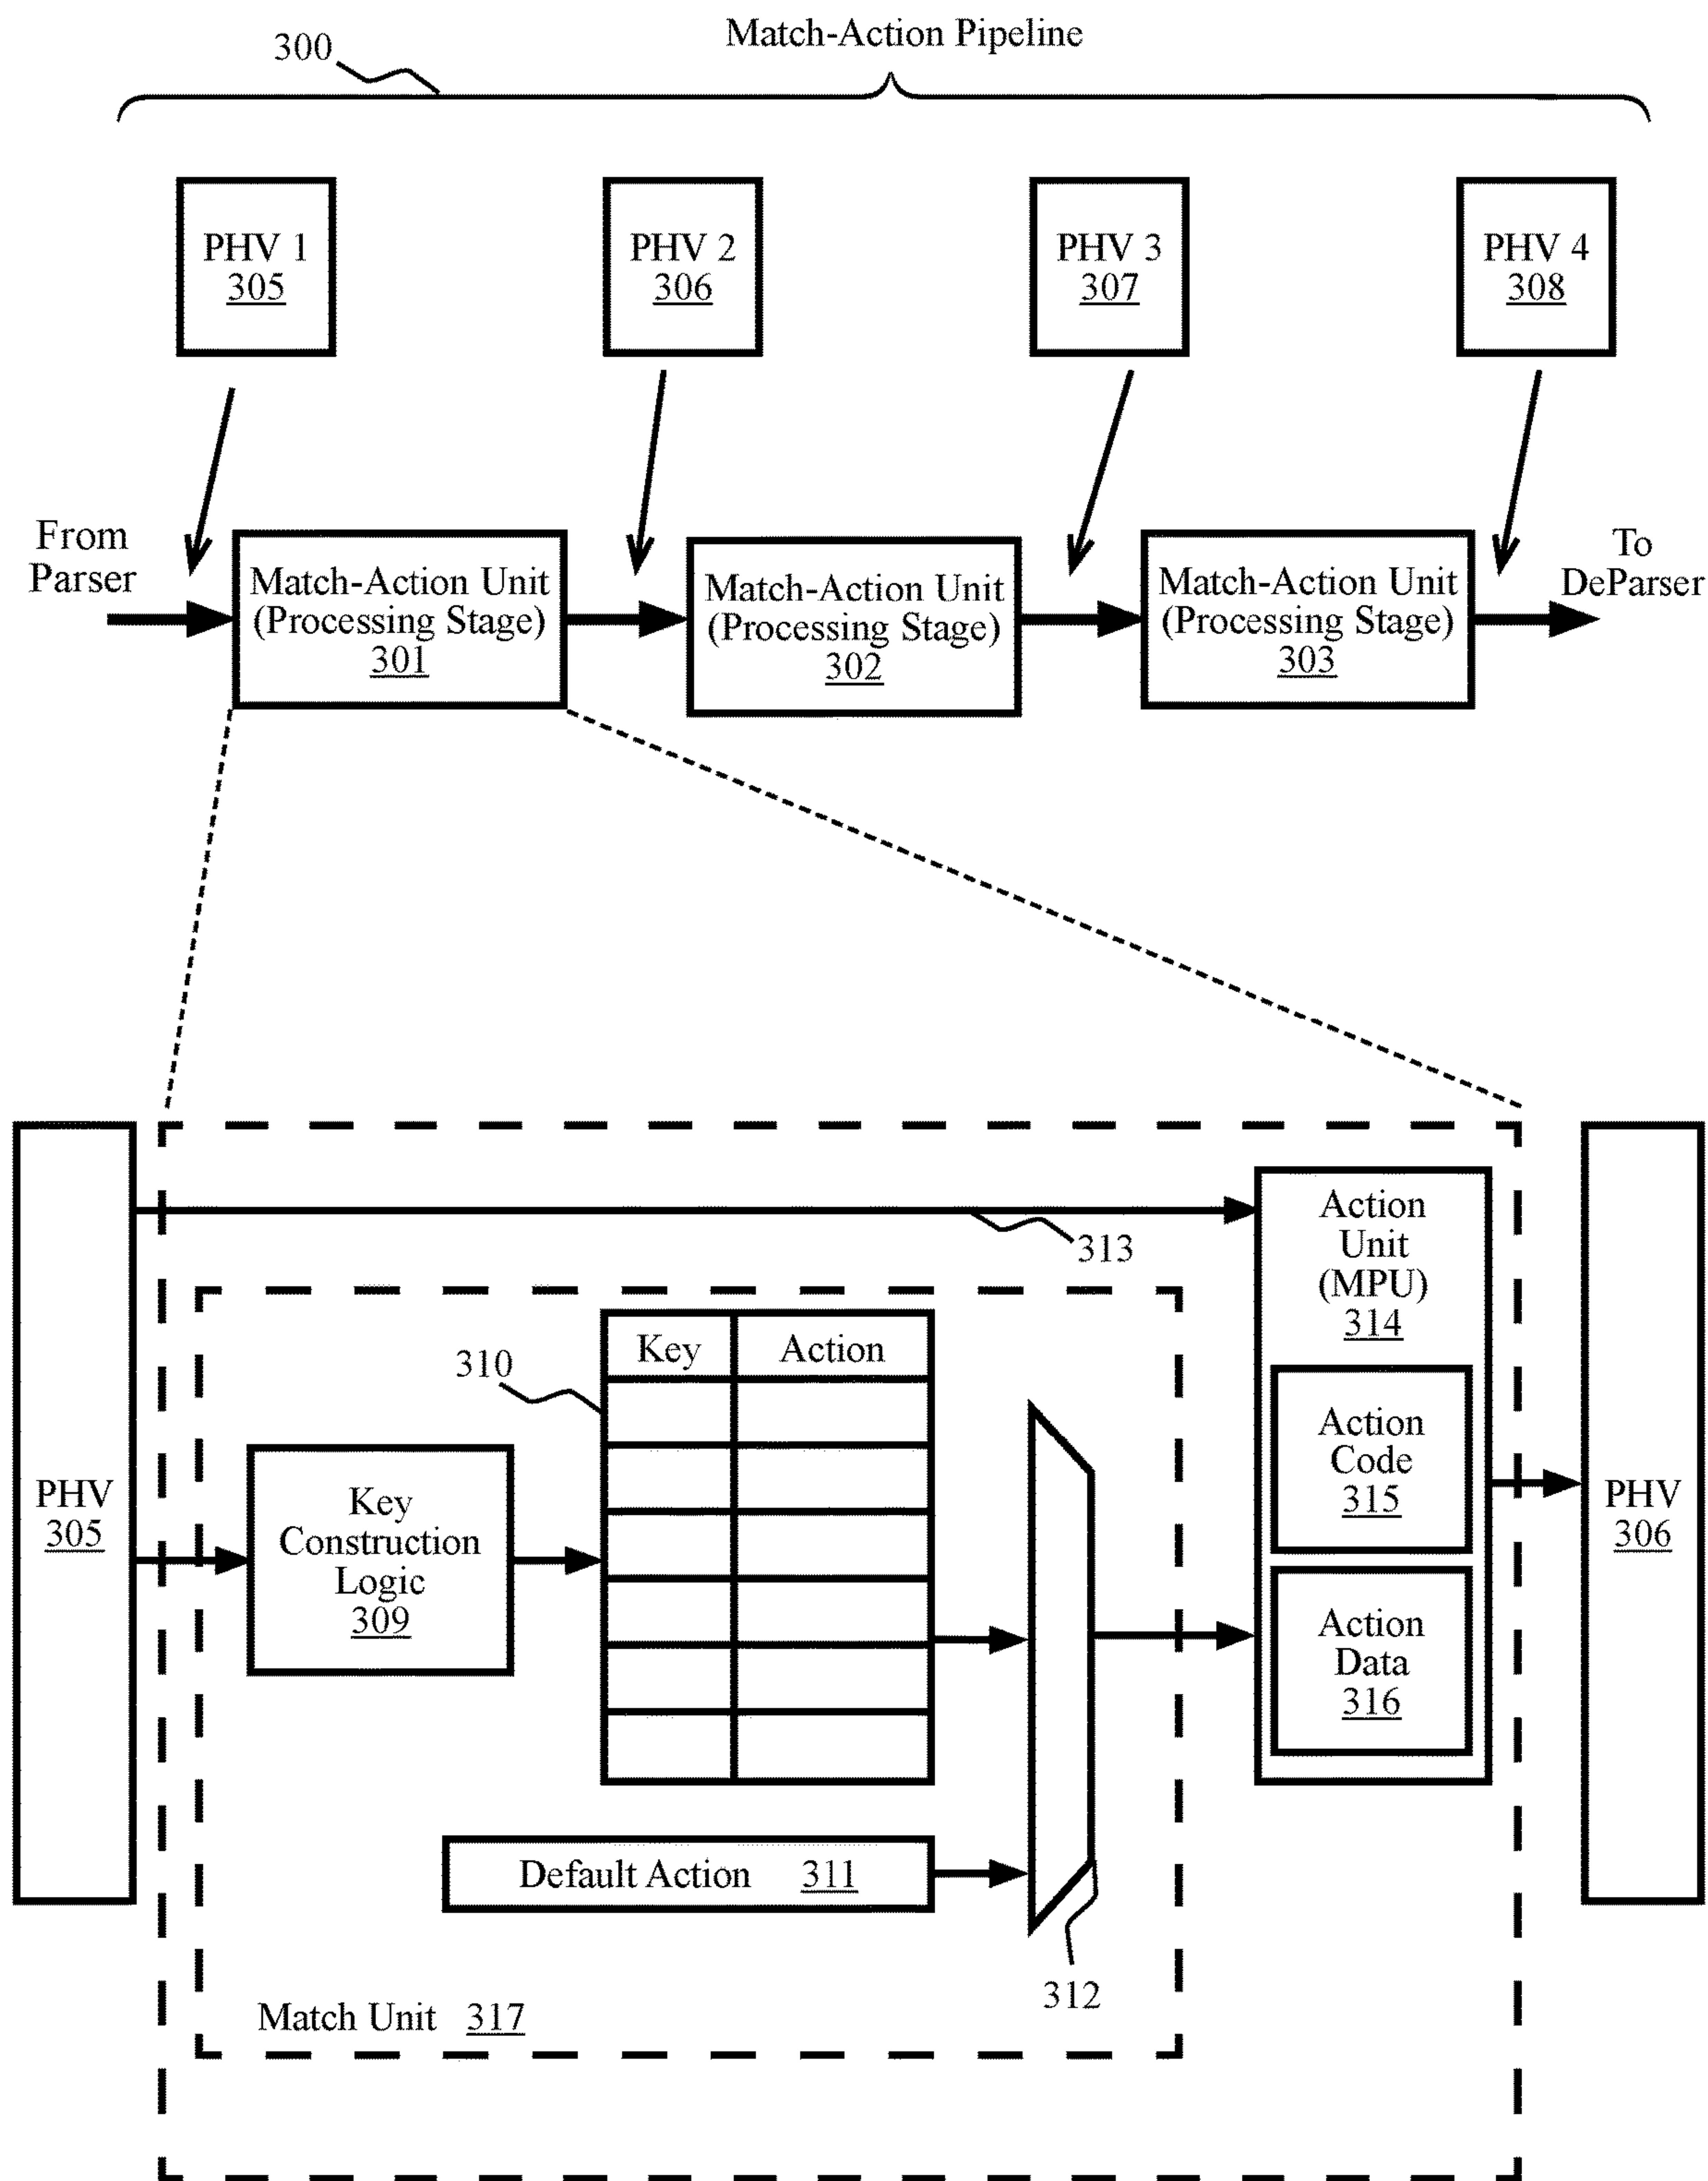 Match-Action Pipeline
300
PHV 1
305
PHV 2
306
PHV 3
307
PHV 4
308
From
Parser
Match-Action Unit
(Processing Stage)
301
Match-Action Unit
(Processing Stage)
302
Match-Action Unit
(Processing Stage)
303
To
DeParser
PHV
305
313
Key
Construction
Logic
309
310
Key Action
Default Action 311
312
Match Unit 317
Action
Unit
(MPU)
314
Action
Code
315
Action
Data
316
PHV
306